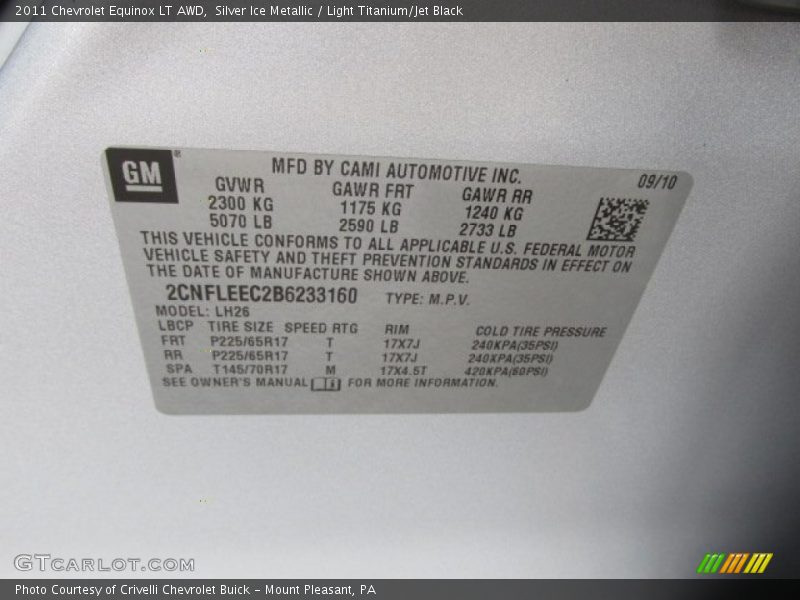 2011 Chevrolet Equinox LT AWD, Silver Ice Metallic / Light Titanium/Jet Black
GM®
MFD BY CAMI AUTOMOTIVE INC. 09/10
GVWR GAWR FRT GAWR RR
2300 KG 1175 KG 1240 KG
5070 LB 2590 LB 2733 LB
THIS VEHICLE CONFORMS TO ALL APPLICABLE U.S. FEDERAL MOTOR
VEHICLE SAFETY AND THEFT PREVENTION STANDARDS IN EFFECT ON
THE DATE OF MANUFACTURE SHOWN ABOVE.
2CNFLEEC2B6233160 TYPE: M.P.V.
MODEL: LH26
LBCP TIRE SIZE SPEED RTG RIM COLD TIRE PRESSURE
FRT P225/65R17 T 17X7J 240KPA(35PSI)
RR P225/65R17 T 17X7J 240KPA(35PSI)
SPA T145/70R17 M 17X4.5T 420KPA(60PSI)
SEE OWNER'S MANUAL FOR MORE INFORMATION.
GTCARLOT.COM
Photo Courtesy of Crivelli Chevrolet Buick – Mount Pleasant, PA